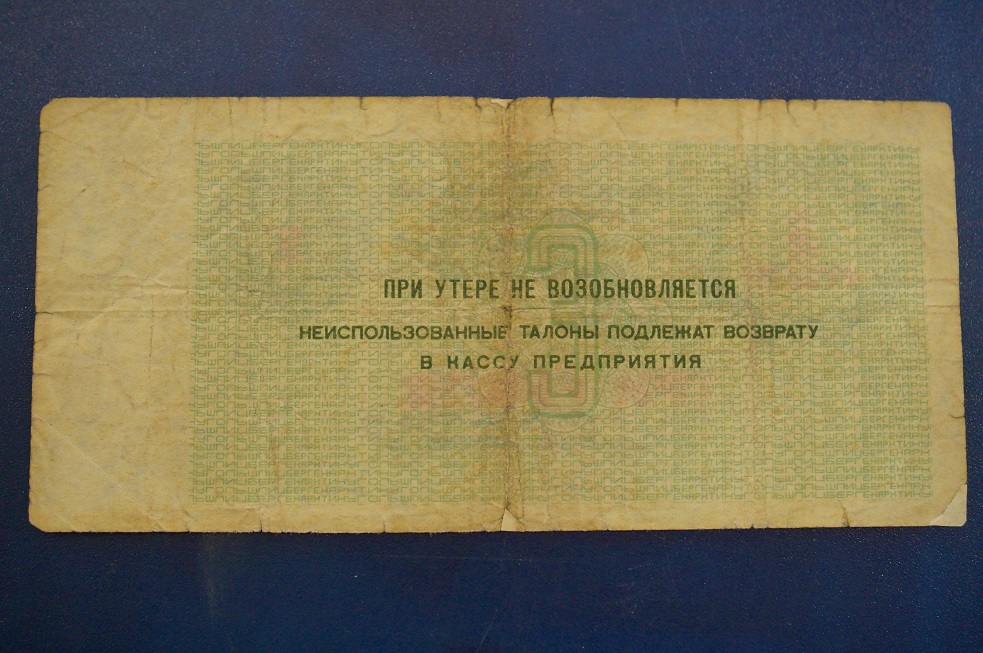 ПРИ УТЕРЕ НЕ ВОЗОБНОВЛЯЕТСЯ
НЕИСПОЛЬЗОВАННЫЕ ТАЛОНЫ ПОДЛЕЖАТ ВОЗВРАТУ
В КАССУ ПРЕДПРИЯТИЯ